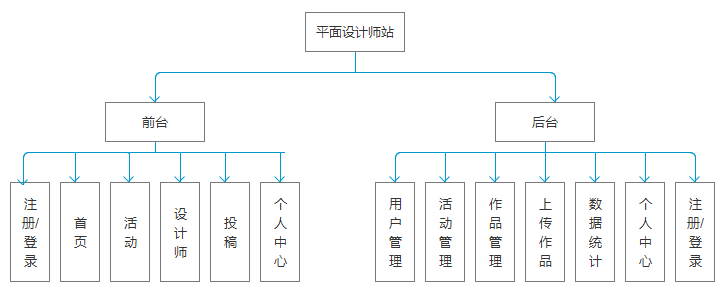 平面设计师站
前台
后台
注册/登录
首页
活动
设计师
投稿
个人中心
用户管理
活动管理
作品管理
上传作品
数据统计
个人中心
注册/登录